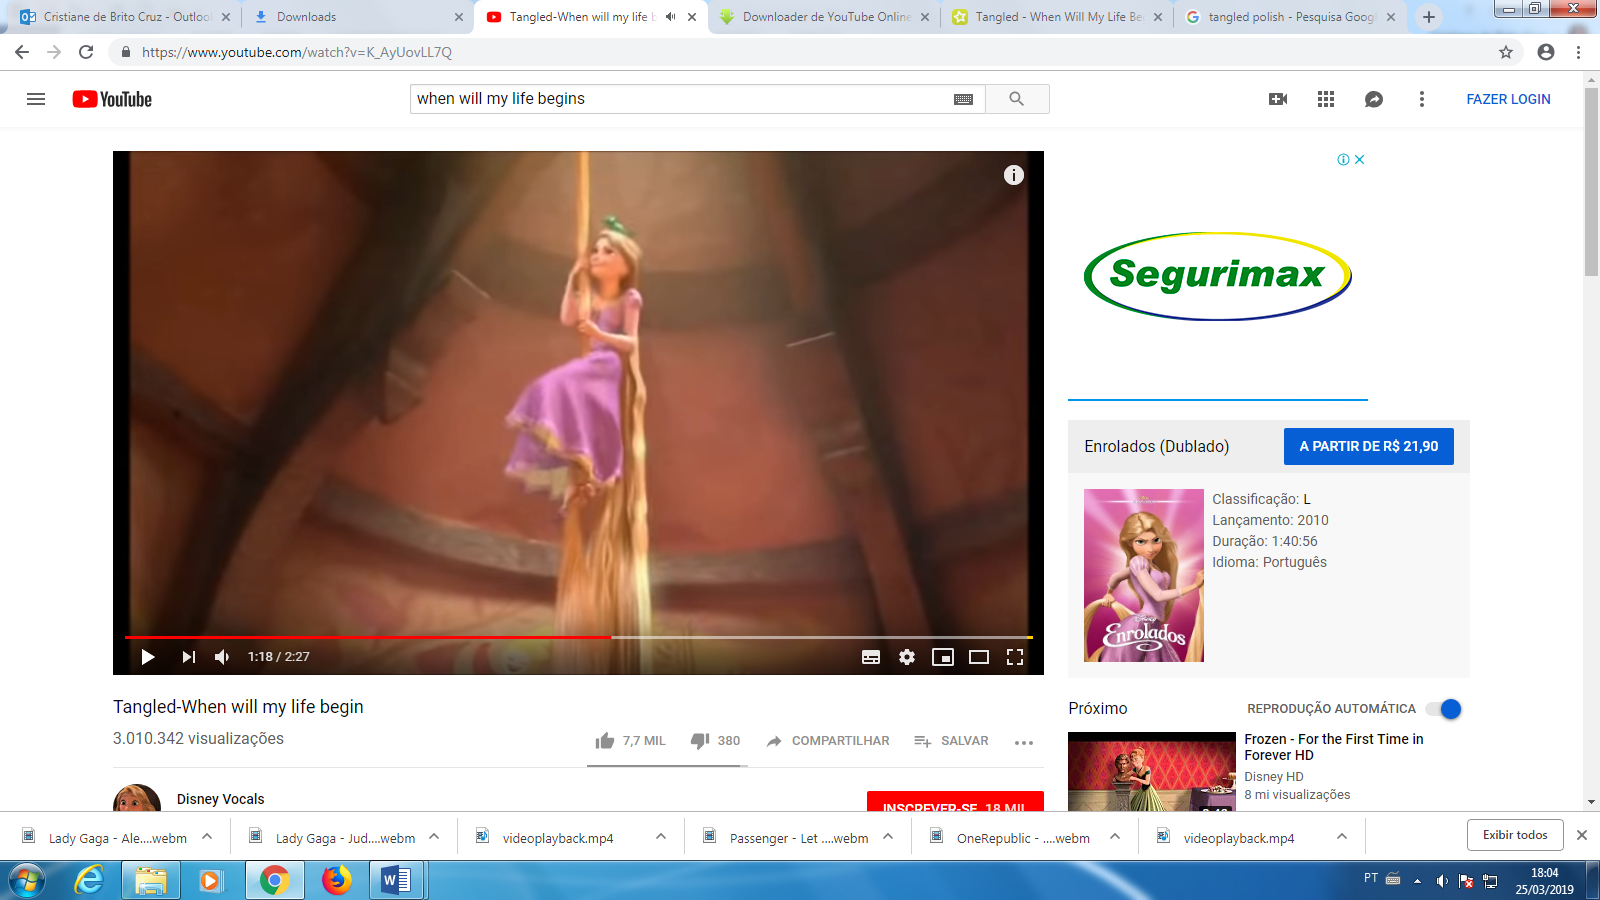 Cristiane de Brito Cruz - Outloo
Downloads
Tangled-When will my life b
Downloader de YouTube Online
Tangled - When Will My Life Be
tangled polish - Pesquisa Goog
https://www.youtube.com/watch?v=K_AyUovLL7Q
YouTube
when will my life begins
FAZER LOGIN
Segurimax
Enrolados (Dublado)
A PARTIR DE R$ 21,90
Classificação: L
Lançamento: 2010
Duração: 1:40:56
Idioma: Português
Disney
Enrolados
1:18 / 2:27
Tangled-When will my life begin
3.010.342 visualizações
7,7 MIL
380
COMPARTILHAR
SALVAR
Próximo
REPRODUÇÃO AUTOMÁTICA
Frozen - For the First Time in
Forever HD
Disney HD
8 mi visualizações
Disney Vocals
INSCREVER-SE 18 MIL
Lady Gaga - Ale....webm
Lady Gaga - Jud....webm
videoplayback.mp4
Passenger - Let ....webm
OneRepublic - ....webm
videoplayback.mp4
Exibir todos
PT
18:04
25/03/2019